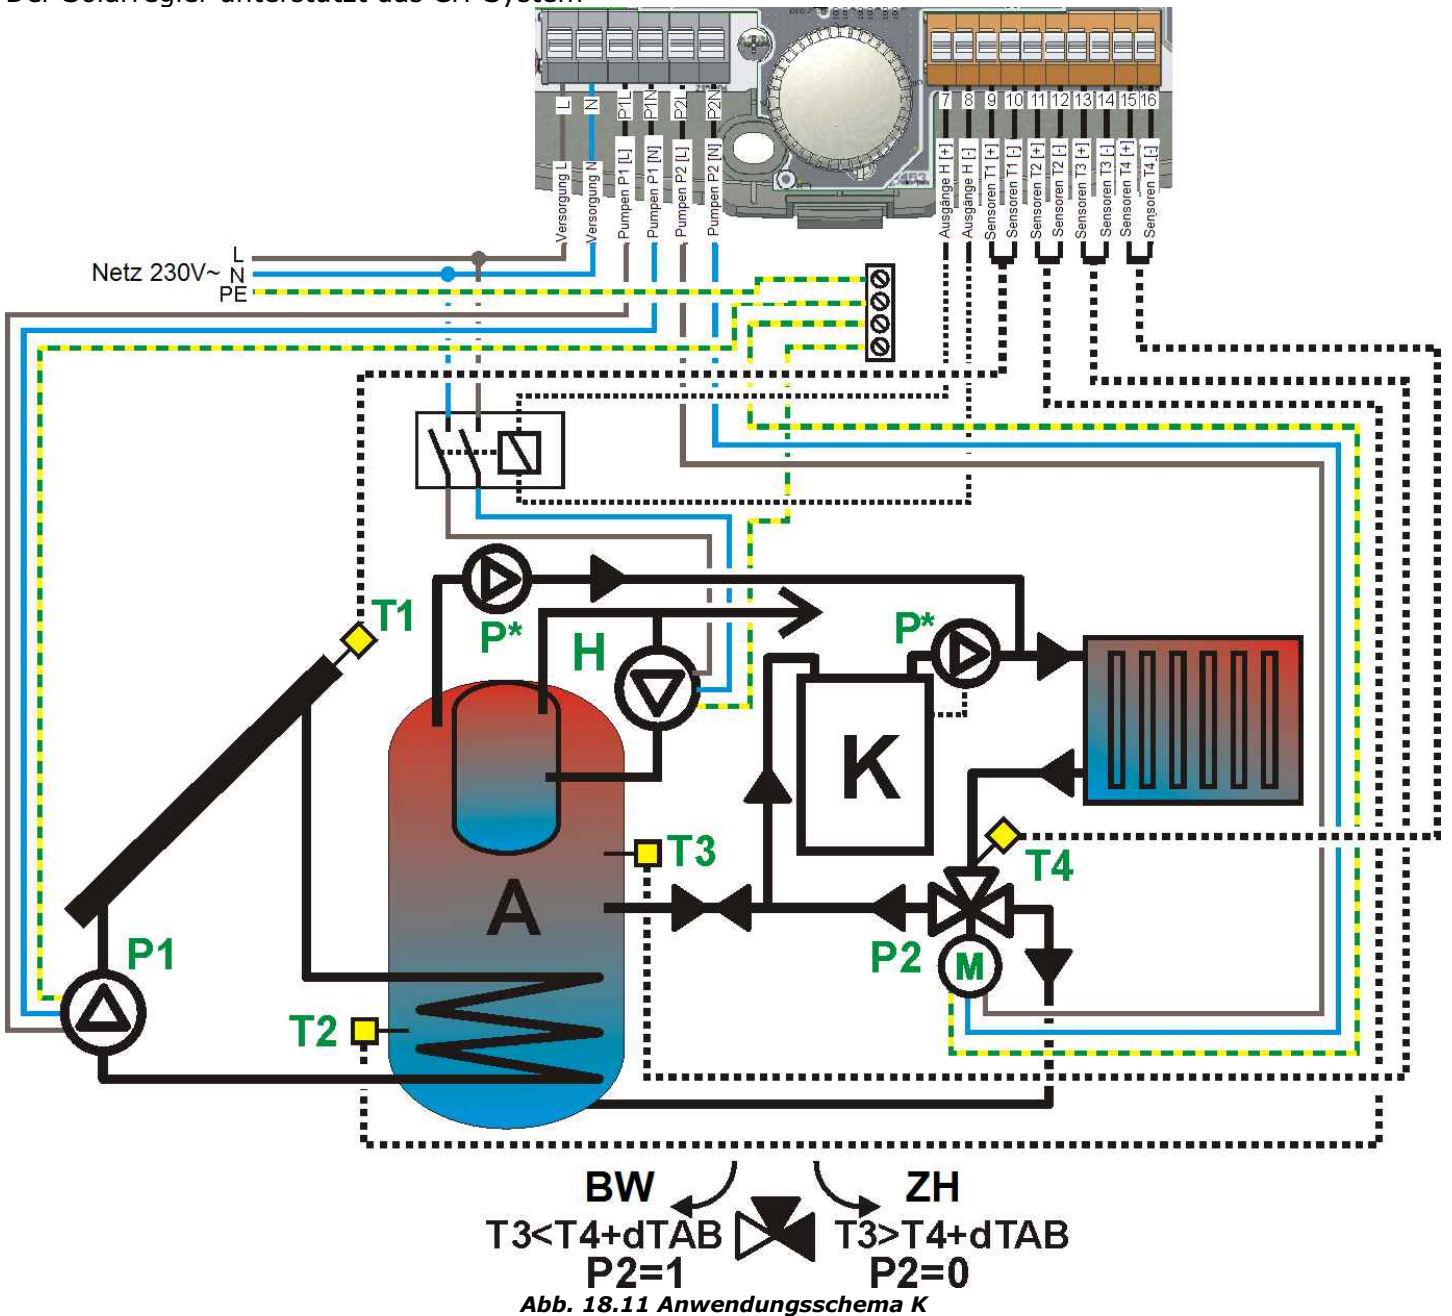 L
N
P1L
P1N
P2L
P2N
7
8
9
10
11
12
13
14
15
16
Versorgung L
Versorgung N
Pumpen P1 [L]
Pumpen P1 [N]
Pumpen P2 [L]
Pumpen P2 [N]
Ausgänge H [+]
Ausgänge H [-]
Sensoren T1 [+]
Sensoren T1 [-]
Sensoren T2 [+]
Sensoren T2 [-]
Sensoren T3 [+]
Sensoren T3 [-]
Sensoren T4 [+]
Sensoren T4 [-]
L
Netz 230V~ N
PE
T1
P*
H
P*
K
T3
T4
A
P1
P2
M
T2
BW
ZH
T3<T4+dTAB
T3>T4+dTAB
P2=1
P2=0
Abb. 18.11 Anwendungsschema K